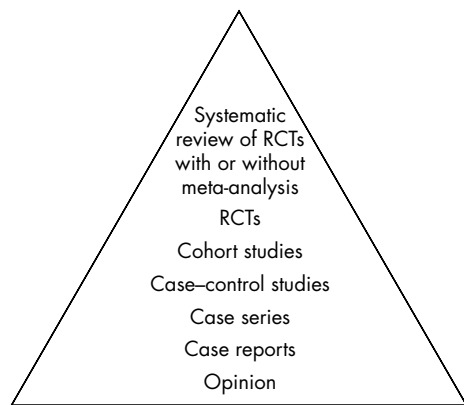 Systematic
review of RCTs
with or without
meta-analysis
RCTs
Cohort studies
Case–control studies
Case series
Case reports
Opinion